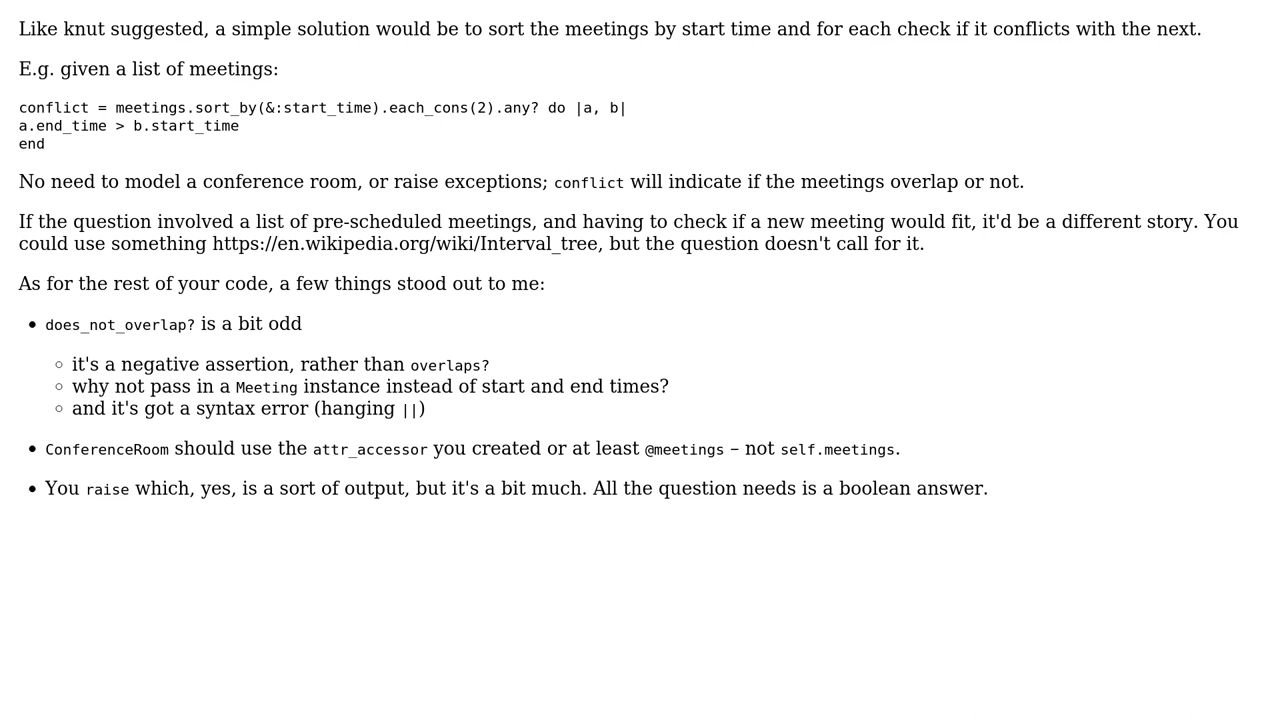 Like knut suggested, a simple solution would be to sort the meetings by start time and for each check if it conflicts with the next.
E.g. given a list of meetings:
conflict = meetings.sort_by(&:start_time).each_cons(2).any? do |a, b|
a.end_time > b.start_time
end
No need to model a conference room, or raise exceptions; conflict will indicate if the meetings overlap or not.
If the question involved a list of pre-scheduled meetings, and having to check if a new meeting would fit, it'd be a different story. You
could use something https://en.wikipedia.org/wiki/Interval_tree, but the question doesn't call for it.
As for the rest of your code, a few things stood out to me:
• does_not_overlap? is a bit odd
◦ it's a negative assertion, rather than overlaps?
◦ why not pass in a Meeting instance instead of start and end times?
◦ and it's got a syntax error (hanging ||)
• ConferenceRoom should use the attr_accessor you created or at least @meetings – not self.meetings.
• You raise which, yes, is a sort of output, but it's a bit much. All the question needs is a boolean answer.